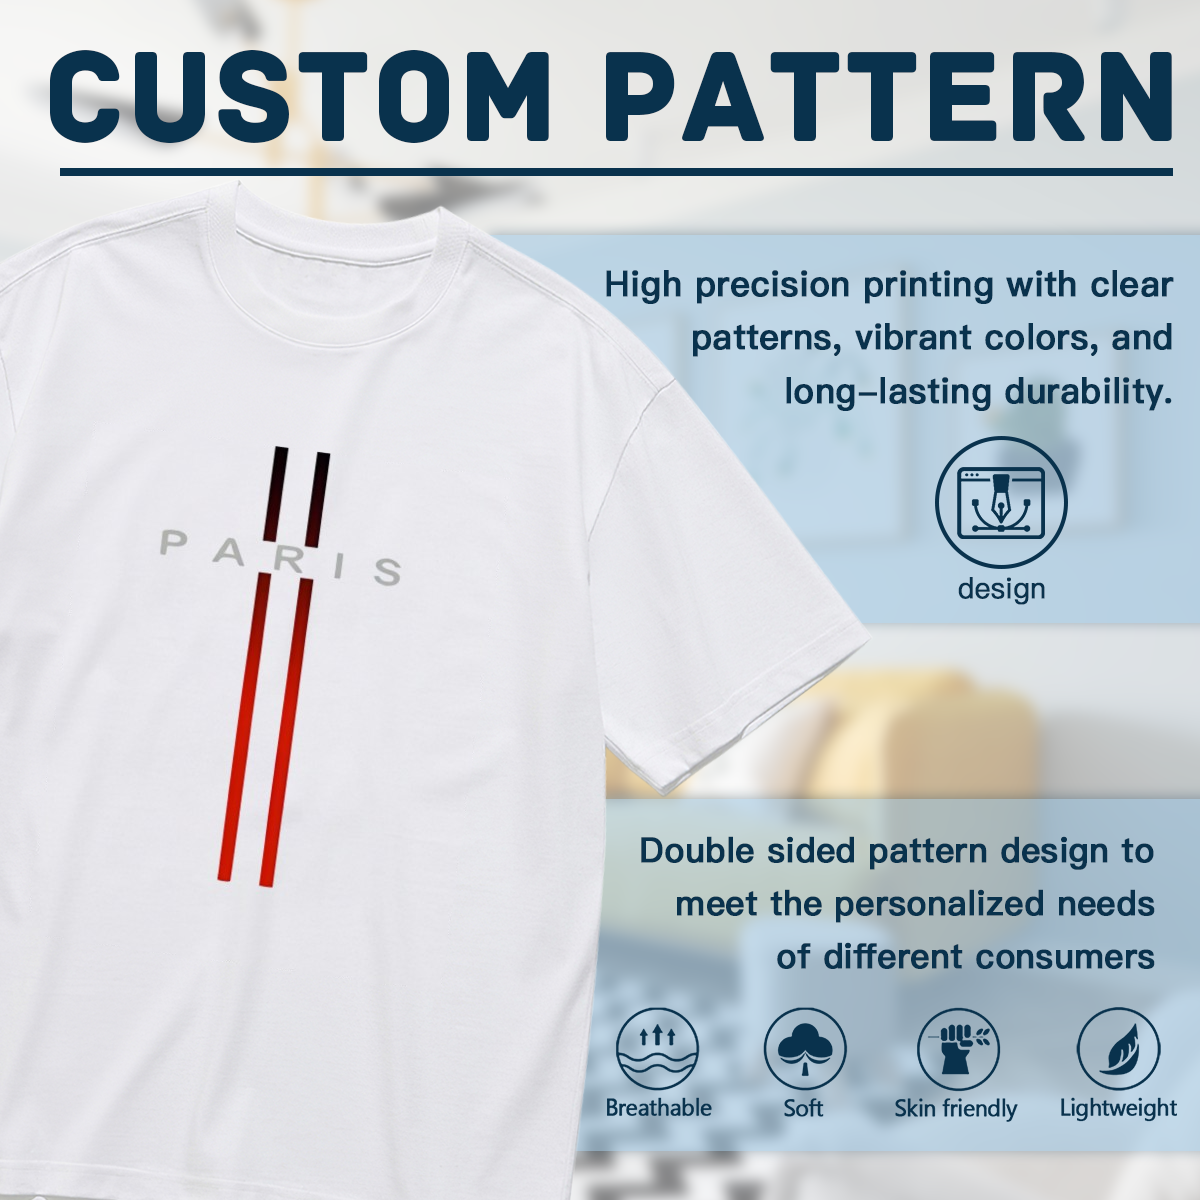 CUSTOM PATTERN
High precision printing with clear
patterns, vibrant colors, and
long-lasting durability.
PARIS
design
Double sided pattern design to
meet the personalized needs
of different consumers
Breathable
Soft
Skin friendly
Lightweight